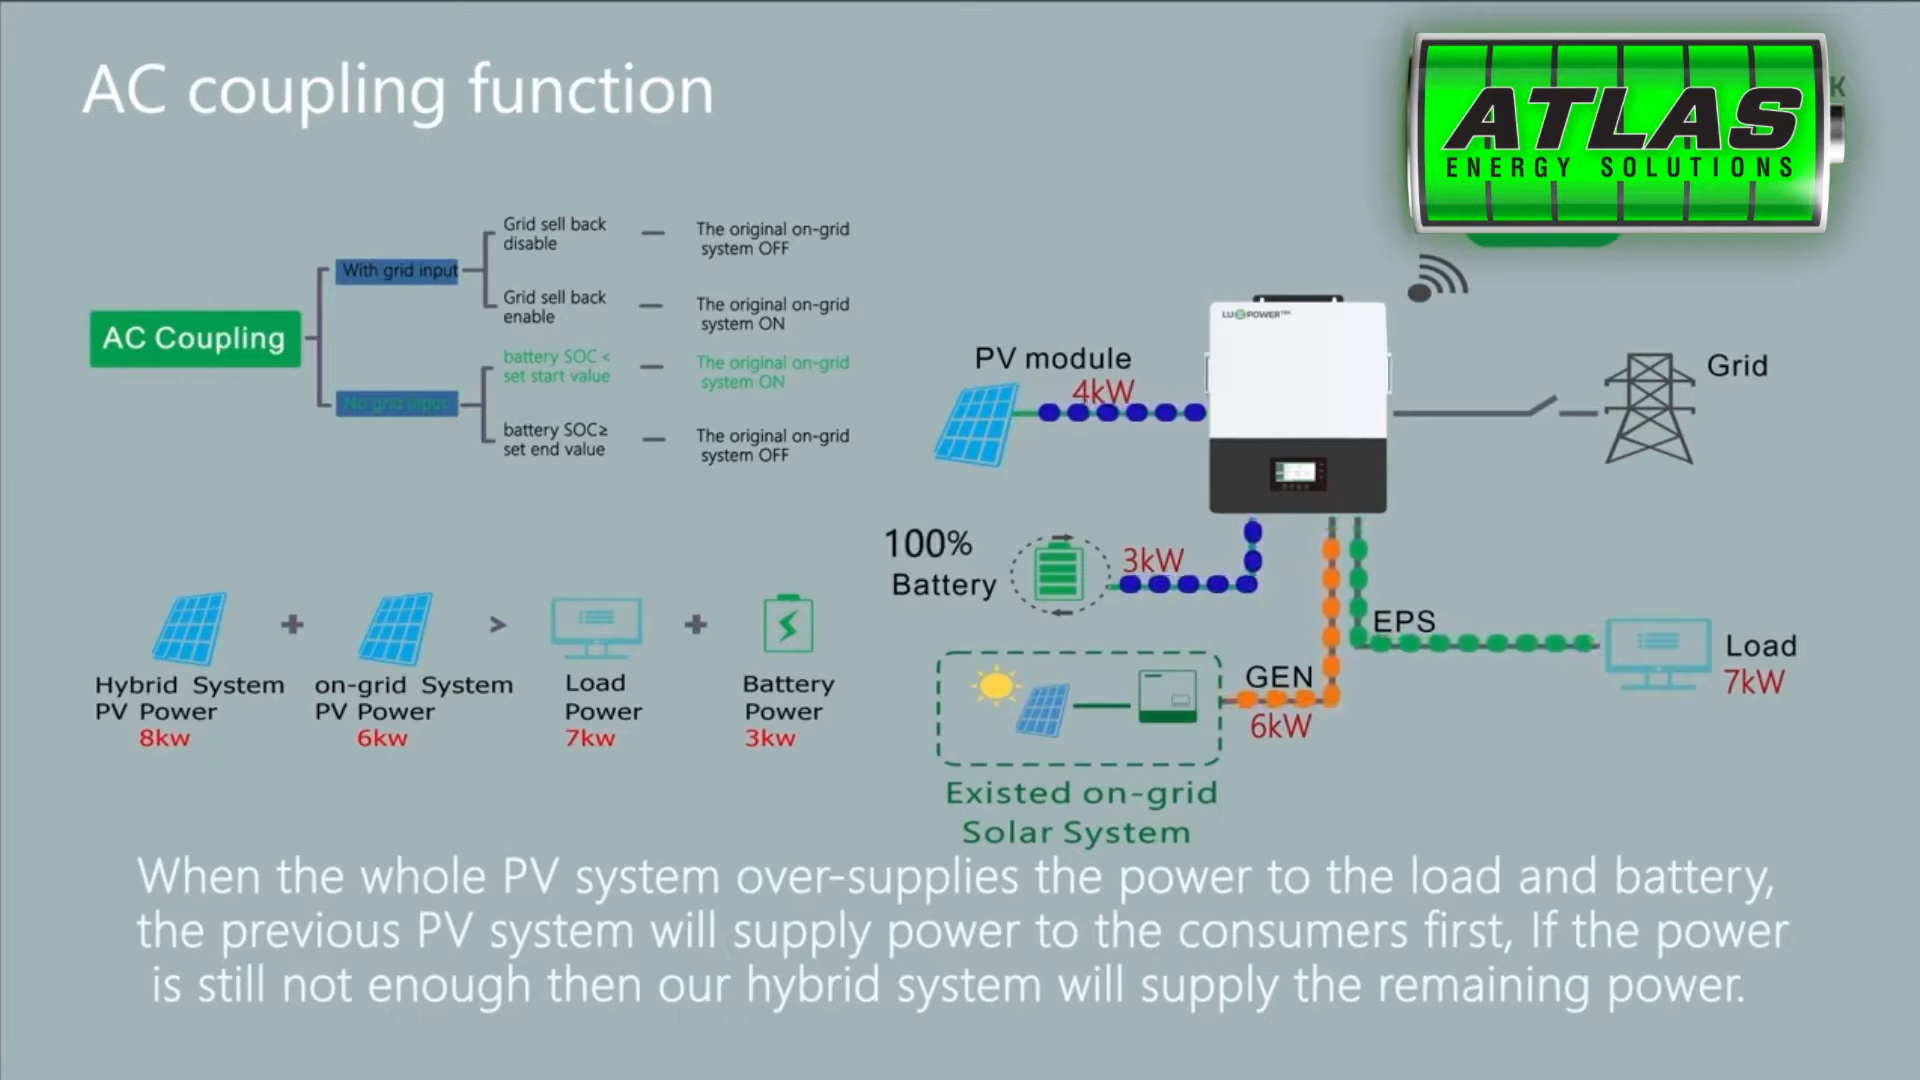 AC coupling function
K
ATLAS
ENERGY SOLUTIONS
AC Coupling
With grid input
Grid sell back
disable
The original on-grid
system OFF
Grid sell back
enable
The original on-grid
system ON
No grid input
battery SOC <
set start value
The original on-grid
system ON
battery SOC≥
set end value
The original on-grid
system OFF
LUXPOWERTEK
PV module
4kW
Grid
100%
Battery
3kW
EPS
Load
7kW
GEN
6kW
Existed on-grid
Solar System
+ > +
Hybrid System
PV Power
8kw
on-grid System
PV Power
6kw
Load
Power
7kw
Battery
Power
3kw
When the whole PV system over-supplies the power to the load and battery,
the previous PV system will supply power to the consumers first, If the power
is still not enough then our hybrid system will supply the remaining power.